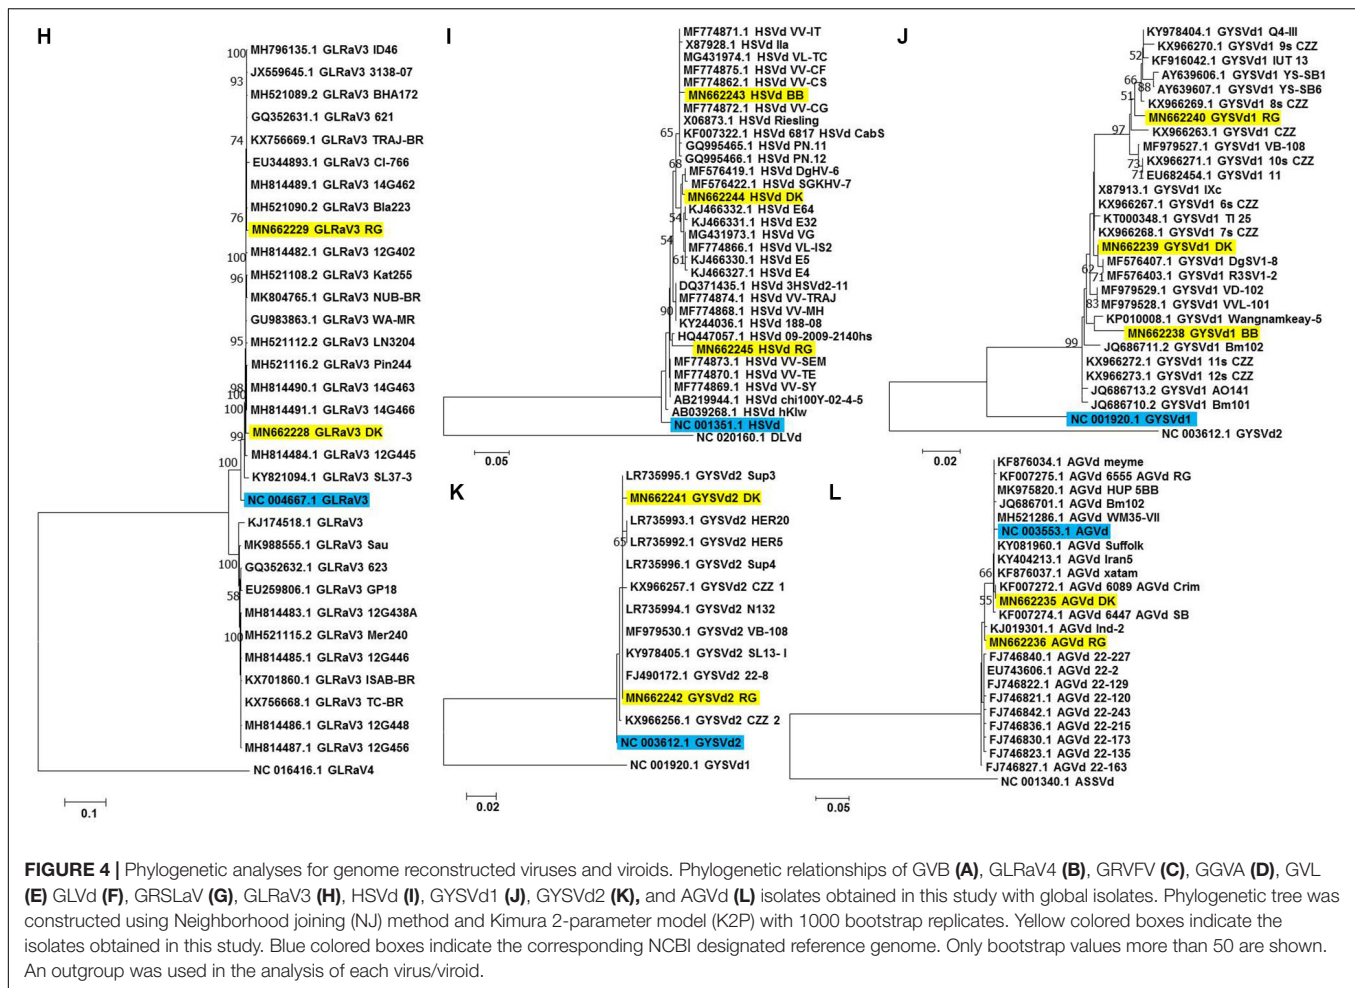 H
100
MH796135.1 GLRaV3 ID46
JX559645.1 GLRaV3 3138-07
93
MH521089.2 GLRaV3 BHA172
GQ352631.1 GLRaV3 621
74
KX756669.1 GLRaV3 TRAJ-BR
EU344893.1 GLRaV3 CI-766
MH814489.1 GLRaV3 14G462
MH521090.2 GLRaV3 Bla223
76
MN662229 GLRaV3 RG
100
MH814482.1 GLRaV3 12G402
96
MH521108.2 GLRaV3 Kat255
MK804765.1 GLRaV3 NUB-BR
GU983863.1 GLRaV3 WA-MR
95
MH521112.2 GLRaV3 LN3204
MH521116.2 GLRaV3 Pin244
98
MH814490.1 GLRaV3 14G463
100
100
MH814491.1 GLRaV3 14G466
MN662228 GLRaV3 DK
99
MH814484.1 GLRaV3 12G445
100
KY821094.1 GLRaV3 SL37-3
NC 004667.1 GLRaV3
KJ174518.1 GLRaV3
MK988555.1 GLRaV3 Sau
100
GQ352632.1 GLRaV3 623
58
EU259806.1 GLRaV3 GP18
MH814483.1 GLRaV3 12G438A
100
MH521115.2 GLRaV3 Mer240
MH814485.1 GLRaV3 12G446
KX701860.1 GLRaV3 ISAB-BR
KX756668.1 GLRaV3 TC-BR
MH814486.1 GLRaV3 12G448
MH814487.1 GLRaV3 12G456
NC 016416.1 GLRaV4
0.1
I
MF774871.1 HSVd VV-IT
X87928.1 HSVd IIa
MG431974.1 HSVd VL-TC
MF774875.1 HSVd VV-CF
MF774862.1 HSVd VV-CS
MN662243 HSVd BB
MF774872.1 HSVd VV-CG
X06873.1 HSVd Riesling
65
KF007322.1 HSVd 6817 HSVd CabS
GQ995465.1 HSVd PN.11
GQ995466.1 HSVd PN.12
68
MF576419.1 HSVd DgHV-6
MF576422.1 HSVd SGKHV-7
MN662244 HSVd DK
KJ466332.1 HSVd E64
54
KJ466331.1 HSVd E32
MG431973.1 HSVd VG
54
MF774866.1 HSVd VL-IS2
61
KJ466330.1 HSVd E5
KJ466327.1 HSVd E4
DQ371435.1 HSVd 3HSVd2-11
MF774874.1 HSVd VV-TRAJ
90
MF774868.1 HSVd VV-MH
KY244036.1 HSVd 188-08
HQ447057.1 HSVd 09-2009-2140hs
MN662245 HSVd RG
MF774873.1 HSVd VV-SEM
MF774870.1 HSVd VV-TE
MF774869.1 HSVd VV-SY
AB219944.1 HSVd chi100Y-02-4-5
AB039268.1 HSVd hKIw
NC 001351.1 HSVd
NC 020160.1 DLVd
0.05
J
KY978404.1 GYSVd1 Q4-III
KX966270.1 GYSVd1 9s CZZ
52
KF916042.1 GYSVd1 IUT 13
AY639606.1 GYSVd1 YS-SB1
66
88
AY639607.1 GYSVd1 YS-SB6
51
KX966269.1 GYSVd1 8s CZZ
MN662240 GYSVd1 RG
97
KX966263.1 GYSVd1 CZZ
MF979527.1 GYSVd1 VB-108
73
KX966271.1 GYSVd1 10s CZZ
71
EU682454.1 GYSVd1 11
X87913.1 GYSVd1 IXc
KX966267.1 GYSVd1 6s CZZ
KT000348.1 GYSVd1 TI 25
KX966268.1 GYSVd1 7s CZZ
MN662239 GYSVd1 DK
MF576407.1 GYSVd1 DgSV1-8
62
71
MF576403.1 GYSVd1 R3SV1-2
MF979529.1 GYSVd1 VD-102
83
MF979528.1 GYSVd1 VVL-101
KP010008.1 GYSVd1 Wangnamkeay-5
MN662238 GYSVd1 BB
99
JQ686711.2 GYSVd1 Bm102
KX966272.1 GYSVd1 11s CZZ
KX966273.1 GYSVd1 12s CZZ
JQ686713.2 GYSVd1 AO141
JQ686710.2 GYSVd1 Bm101
NC 001920.1 GYSVd1
NC 003612.1 GYSVd2
0.02
K
LR735995.1 GYSVd2 Sup3
MN662241 GYSVd2 DK
LR735993.1 GYSVd2 HER20
65
LR735992.1 GYSVd2 HER5
LR735996.1 GYSVd2 Sup4
KX966257.1 GYSVd2 CZZ 1
LR735994.1 GYSVd2 N132
MF979530.1 GYSVd2 VB-108
KY978405.1 GYSVd2 SL13- I
FJ490172.1 GYSVd2 22-8
MN662242 GYSVd2 RG
KX966256.1 GYSVd2 CZZ 2
NC 003612.1 GYSVd2
NC 001920.1 GYSVd1
0.02
L
KF876034.1 AGVd meyme
KF007275.1 AGVd 6555 AGVd RG
MK975820.1 AGVd HUP 5BB
JQ686701.1 AGVd Bm102
MH521286.1 AGVd WM35-VII
NC 003553.1 AGVd
KY081960.1 AGVd Suffolk
KY404213.1 AGVd Iran5
66
KF876037.1 AGVd xatam
KF007272.1 AGVd 6089 AGVd Crim
55
MN662235 AGVd DK
KF007274.1 AGVd 6447 AGVd SB
KJ019301.1 AGVd Ind-2
MN662236 AGVd RG
FJ746840.1 AGVd 22-227
EU743606.1 AGVd 22-2
FJ746822.1 AGVd 22-129
FJ746821.1 AGVd 22-120
FJ746842.1 AGVd 22-243
FJ746836.1 AGVd 22-215
FJ746830.1 AGVd 22-173
FJ746823.1 AGVd 22-135
FJ746827.1 AGVd 22-163
NC 001340.1 ASSVd
0.05
FIGURE 4 | Phylogenetic analyses for genome reconstructed viruses and viroids. Phylogenetic relationships of GVB (A), GLRaV4 (B), GRVFV (C), GGVA (D), GVL
(E) GLVd (F), GRSLaV (G), GLRaV3 (H), HSVd (I), GYSVd1 (J), GYSVd2 (K), and AGVd (L) isolates obtained in this study with global isolates. Phylogenetic tree was
constructed using Neighborhood joining (NJ) method and Kimura 2-parameter model (K2P) with 1000 bootstrap replicates. Yellow colored boxes indicate the
isolates obtained in this study. Blue colored boxes indicate the corresponding NCBI designated reference genome. Only bootstrap values more than 50 are shown.
An outgroup was used in the analysis of each virus/viroid.